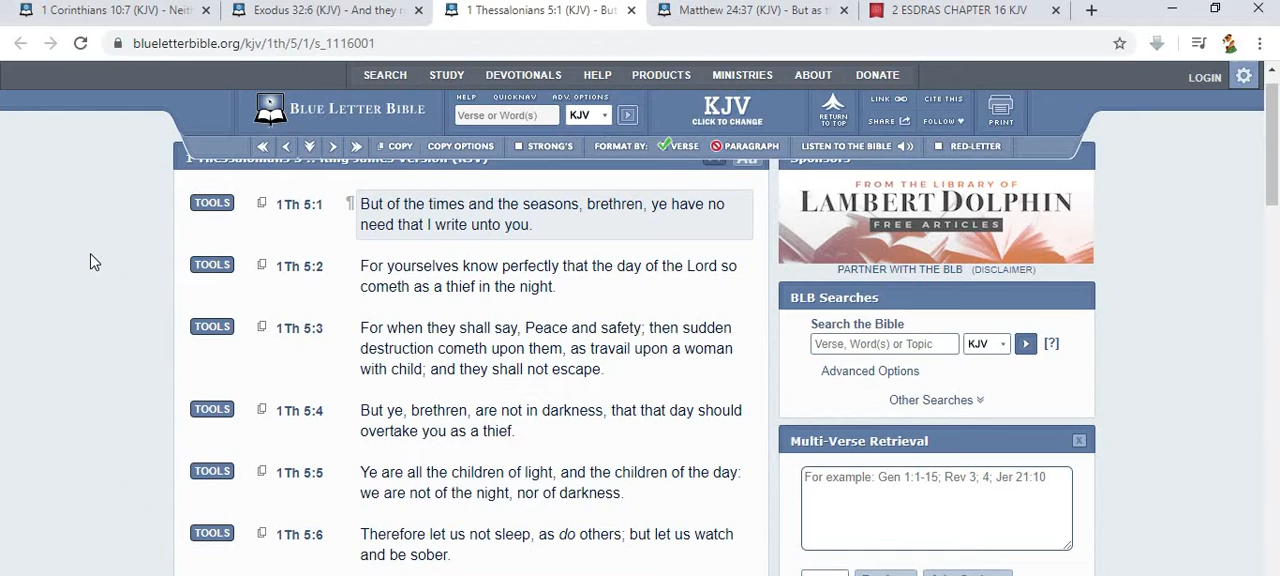 1 Corinthians 10:7 (KJV) - Neith
Exodus 32:6 (KJV) - And they r
1 Thessalonians 5:1 (KJV) - But
Matthew 24:37 (KJV) - But as th
2 ESDRAS CHAPTER 16 KJV
blueletterbible.org/kjv/1th/5/1/s_1116001
SEARCH STUDY DEVOTIONALS HELP PRODUCTS MINISTRIES ABOUT DONATE
LOGIN
BLUE LETTER BIBLE
HELP QUICKNAV ADV. OPTIONS
Verse or Word(s) KJV
KJV
CLICK TO CHANGE
RETURN
TO TOP
LINK CITE THIS
SHARE FOLLOW
PRINT
COPY COPY OPTIONS STRONG'S FORMAT BY: VERSE PARAGRAPH LISTEN TO THE BIBLE RED-LETTER
TOOLS 1Th 5:1 ¶ But of the times and the seasons, brethren, ye have no
need that I write unto you.
TOOLS 1Th 5:2 For yourselves know perfectly that the day of the Lord so
cometh as a thief in the night.
TOOLS 1Th 5:3 For when they shall say, Peace and safety; then sudden
destruction cometh upon them, as travail upon a woman
with child; and they shall not escape.
TOOLS 1Th 5:4 But ye, brethren, are not in darkness, that that day should
overtake you as a thief.
TOOLS 1Th 5:5 Ye are all the children of light, and the children of the day:
we are not of the night, nor of darkness.
TOOLS 1Th 5:6 Therefore let us not sleep, as do others; but let us watch
and be sober.
Sponsors
FROM THE LIBRARY OF
LAMBERT DOLPHIN
FREE ARTICLES
PARTNER WITH THE BLB (DISCLAIMER)
BLB Searches
Search the Bible
Verse, Word(s) or Topic KJV [?]
Advanced Options
Other Searches
Multi-Verse Retrieval X
For example: Gen 1:1-15; Rev 3; 4; Jer 21:10